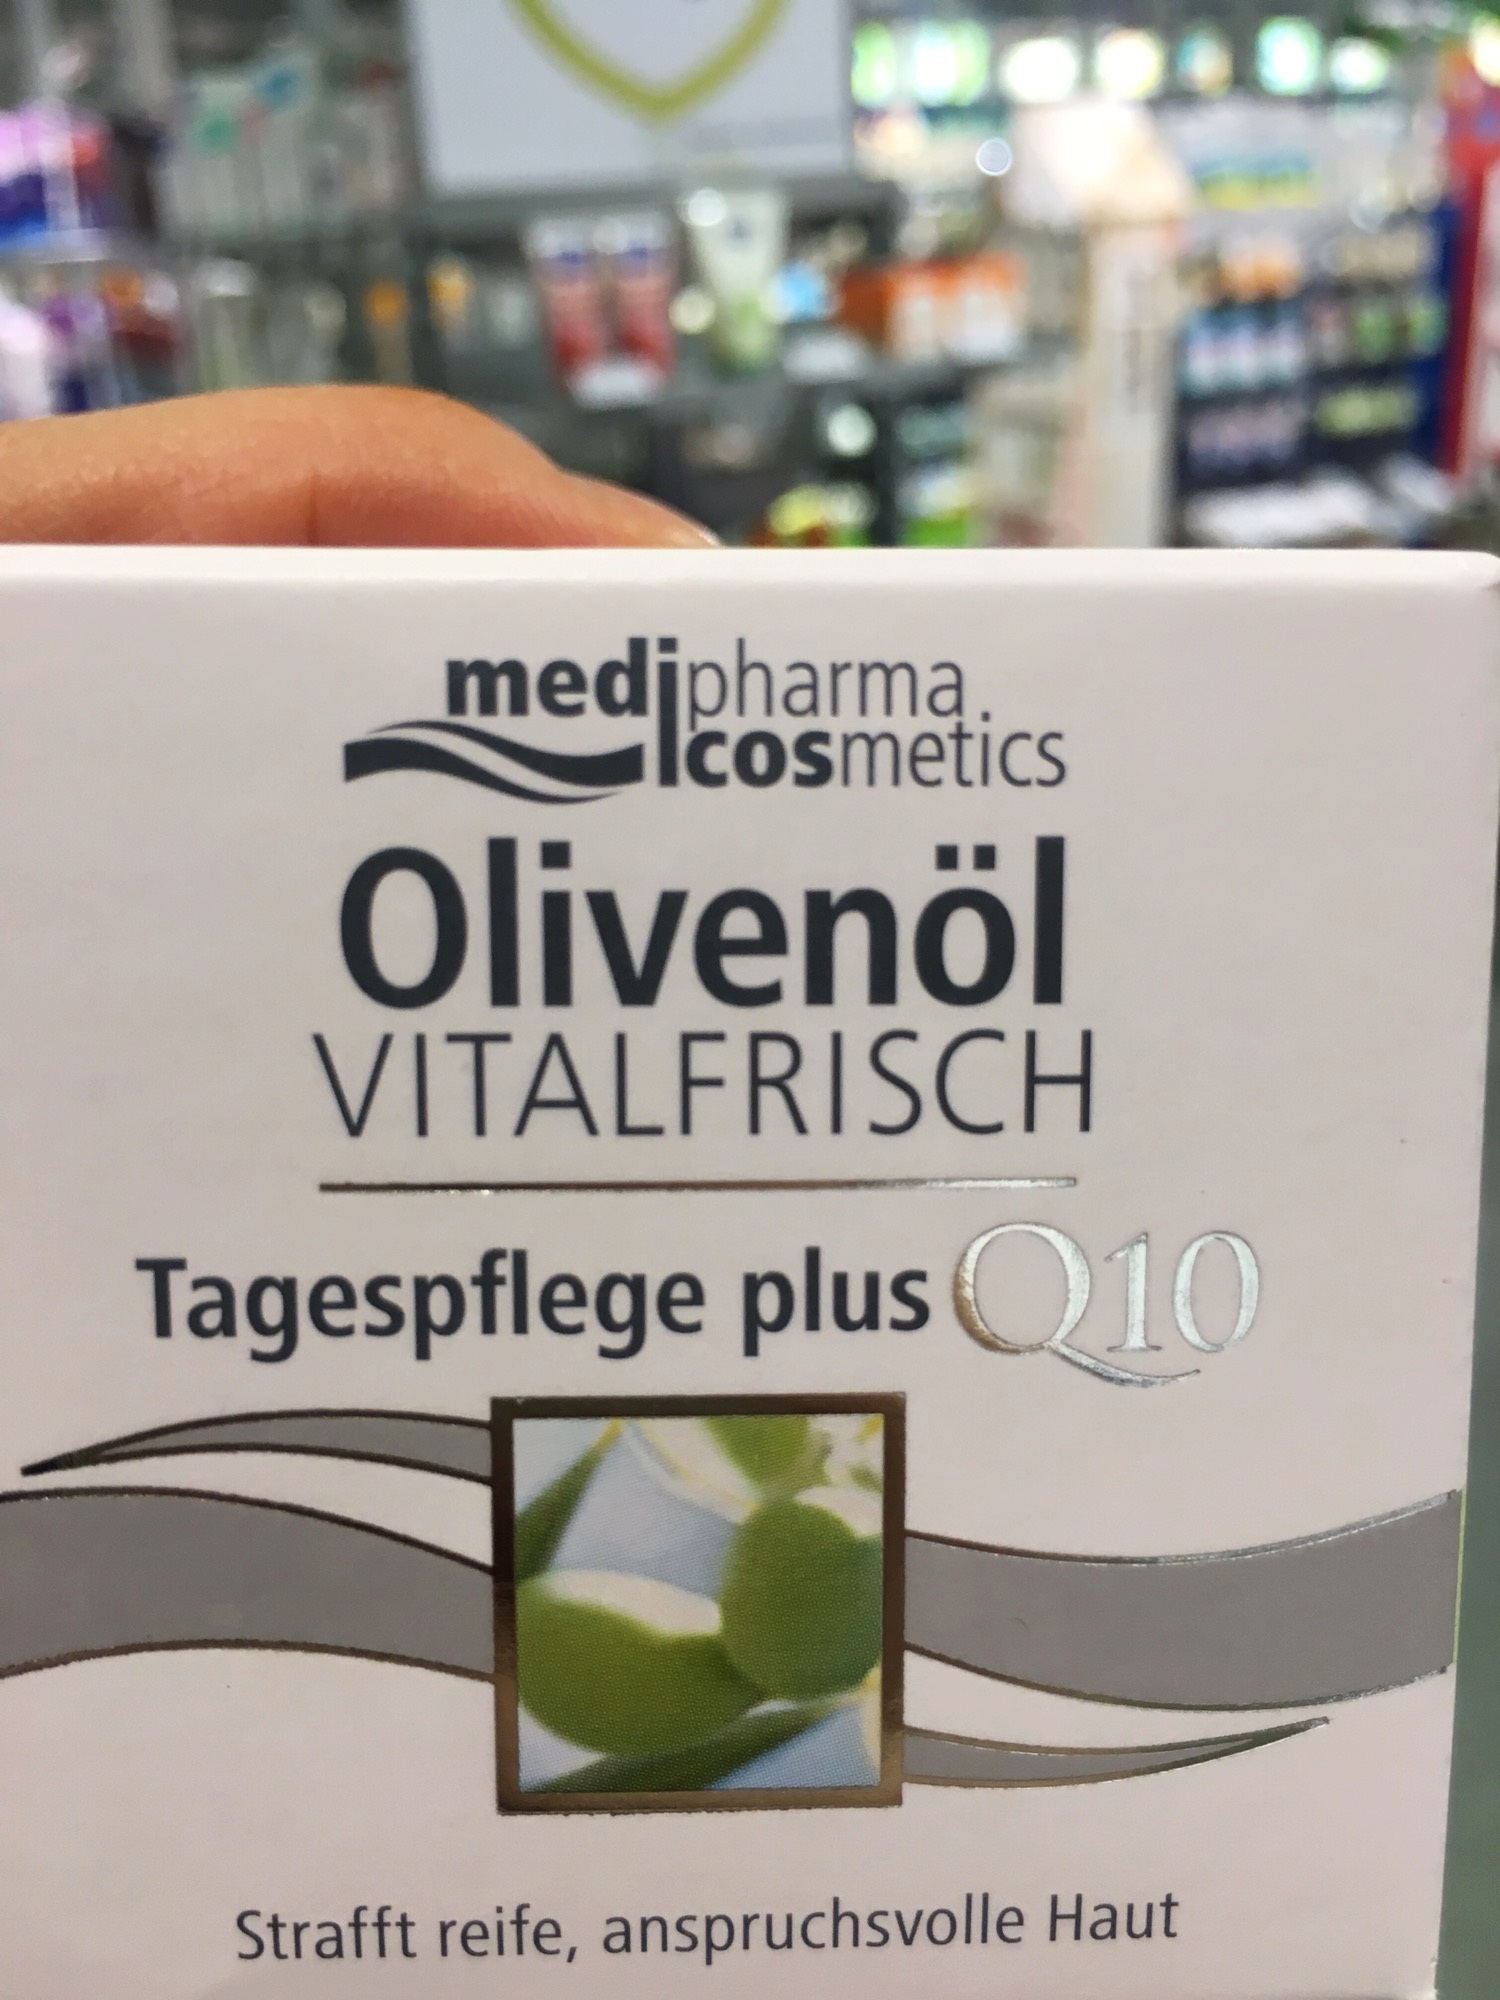 medipharma
cosmetics
Olivenöl
VITALFRISCH
Tagespflege plus Q10
Strafft reife, anspruchsvolle Haut